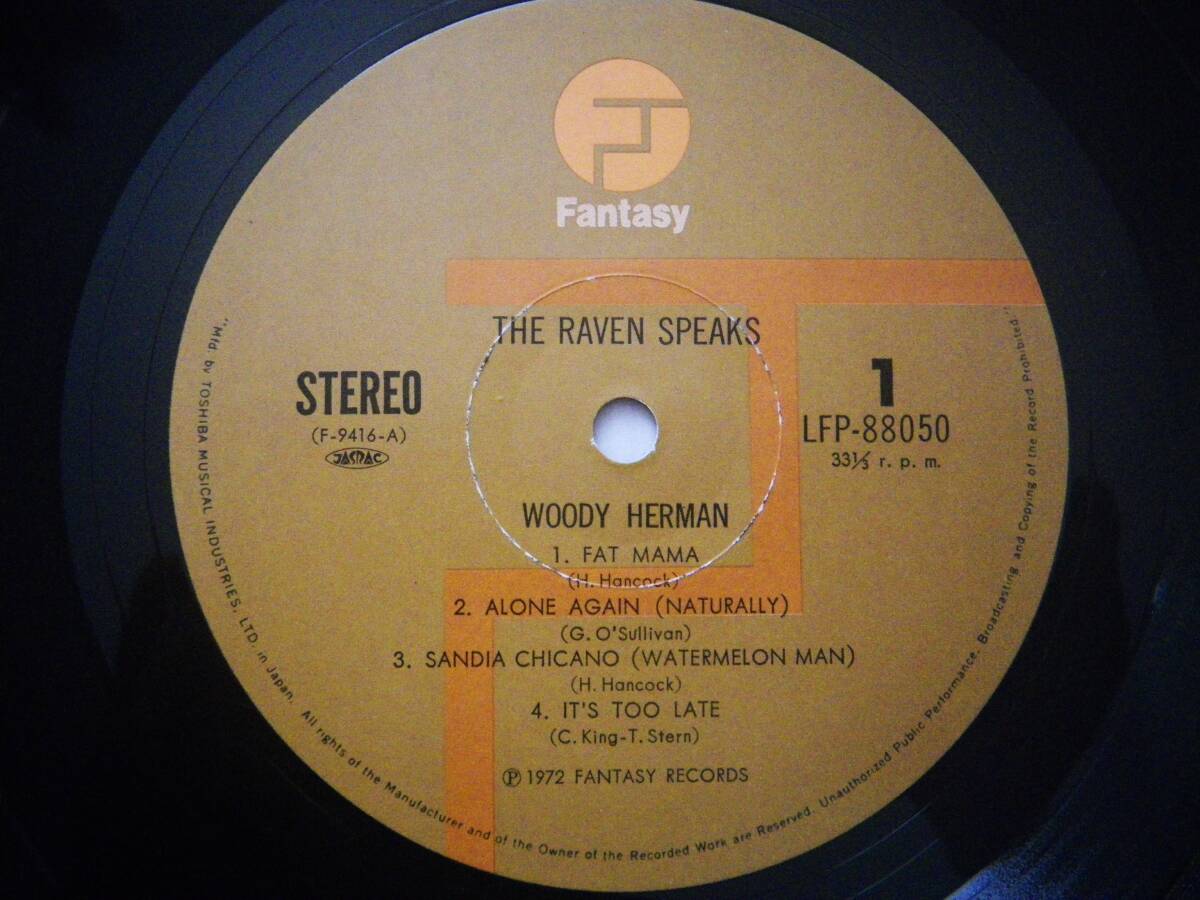 Fantasy
THE RAVEN SPEAKS
STEREO
(F-9416-A)
JASRAC
1
LFP-88050
33⅓ r. p. m.
WOODY HERMAN
1. FAT MAMA
(H. Hancock)
2. ALONE AGAIN (NATURALLY)
(G. O'Sullivan)
3. SANDIA CHICANO (WATERMELON MAN)
(H. Hancock)
4. IT'S TOO LATE
(C. King-T. Stern)
Ⓟ 1972 FANTASY RECORDS
"Mfd. by TOSHIBA MUSICAL INDUSTRIES, LTD. in Japan. All rights of the Manufacturer and of the Owner of the Recorded Work are Reserved. Unauthorized Public Performance, Broadcasting and Copying of the Record Prohibited."